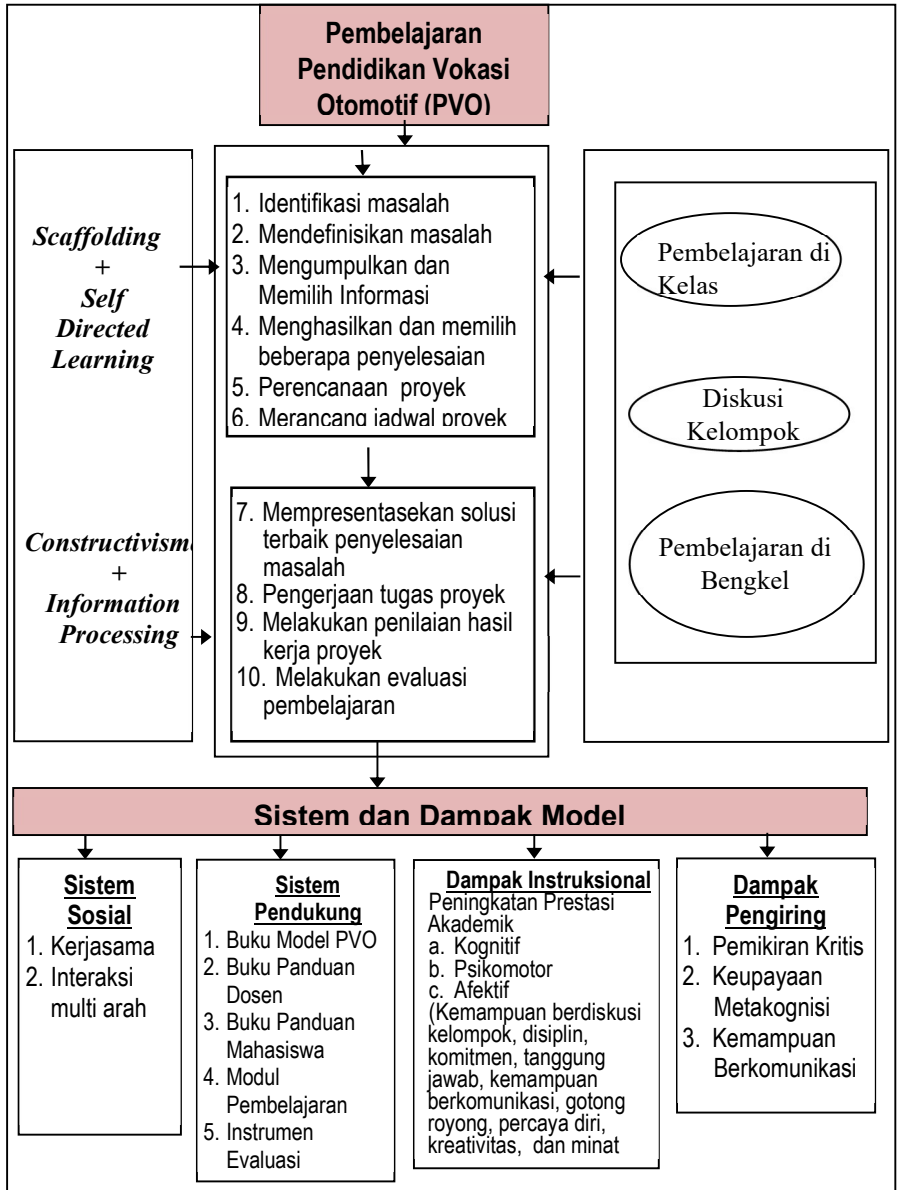 Pembelajaran
Pendidikan Vokasi
Otomotif (PVO)
Scaffolding
+
Self
Directed
Learning
Constructivism
+
Information
Processing
1. Identifikasi masalah
2. Mendefinisikan masalah
3. Mengumpulkan dan
Memilih Informasi
4. Menghasilkan dan memilih
beberapa penyelesaian
5. Perencanaan proyek
6. Merancang jadwal proyek
7. Mempresentasekan solusi
terbaik penyelesaian
masalah
8. Pengerjaan tugas proyek
9. Melakukan penilaian hasil
kerja proyek
10. Melakukan evaluasi
pembelajaran
Pembelajaran di
Kelas
Diskusi
Kelompok
Pembelajaran di
Bengkel
Sistem dan Dampak Model
Sistem
Sosial
1. Kerjasama
2. Interaksi
multi arah
Sistem
Pendukung
1. Buku Model PVO
2. Buku Panduan
Dosen
3. Buku Panduan
Mahasiswa
4. Modul
Pembelajaran
5. Instrumen
Evaluasi
Dampak Instruksional
Peningkatan Prestasi
Akademik
a. Kognitif
b. Psikomotor
c. Afektif
(Kemampuan berdiskusi
kelompok, disiplin,
komitmen, tanggung
jawab, kemampuan
berkomunikasi, gotong
royong, percaya diri,
kreativitas, dan minat
Dampak
Pengiring
1. Pemikiran Kritis
2. Keupayaan
Metakognisi
3. Kemampuan
Berkomunikasi